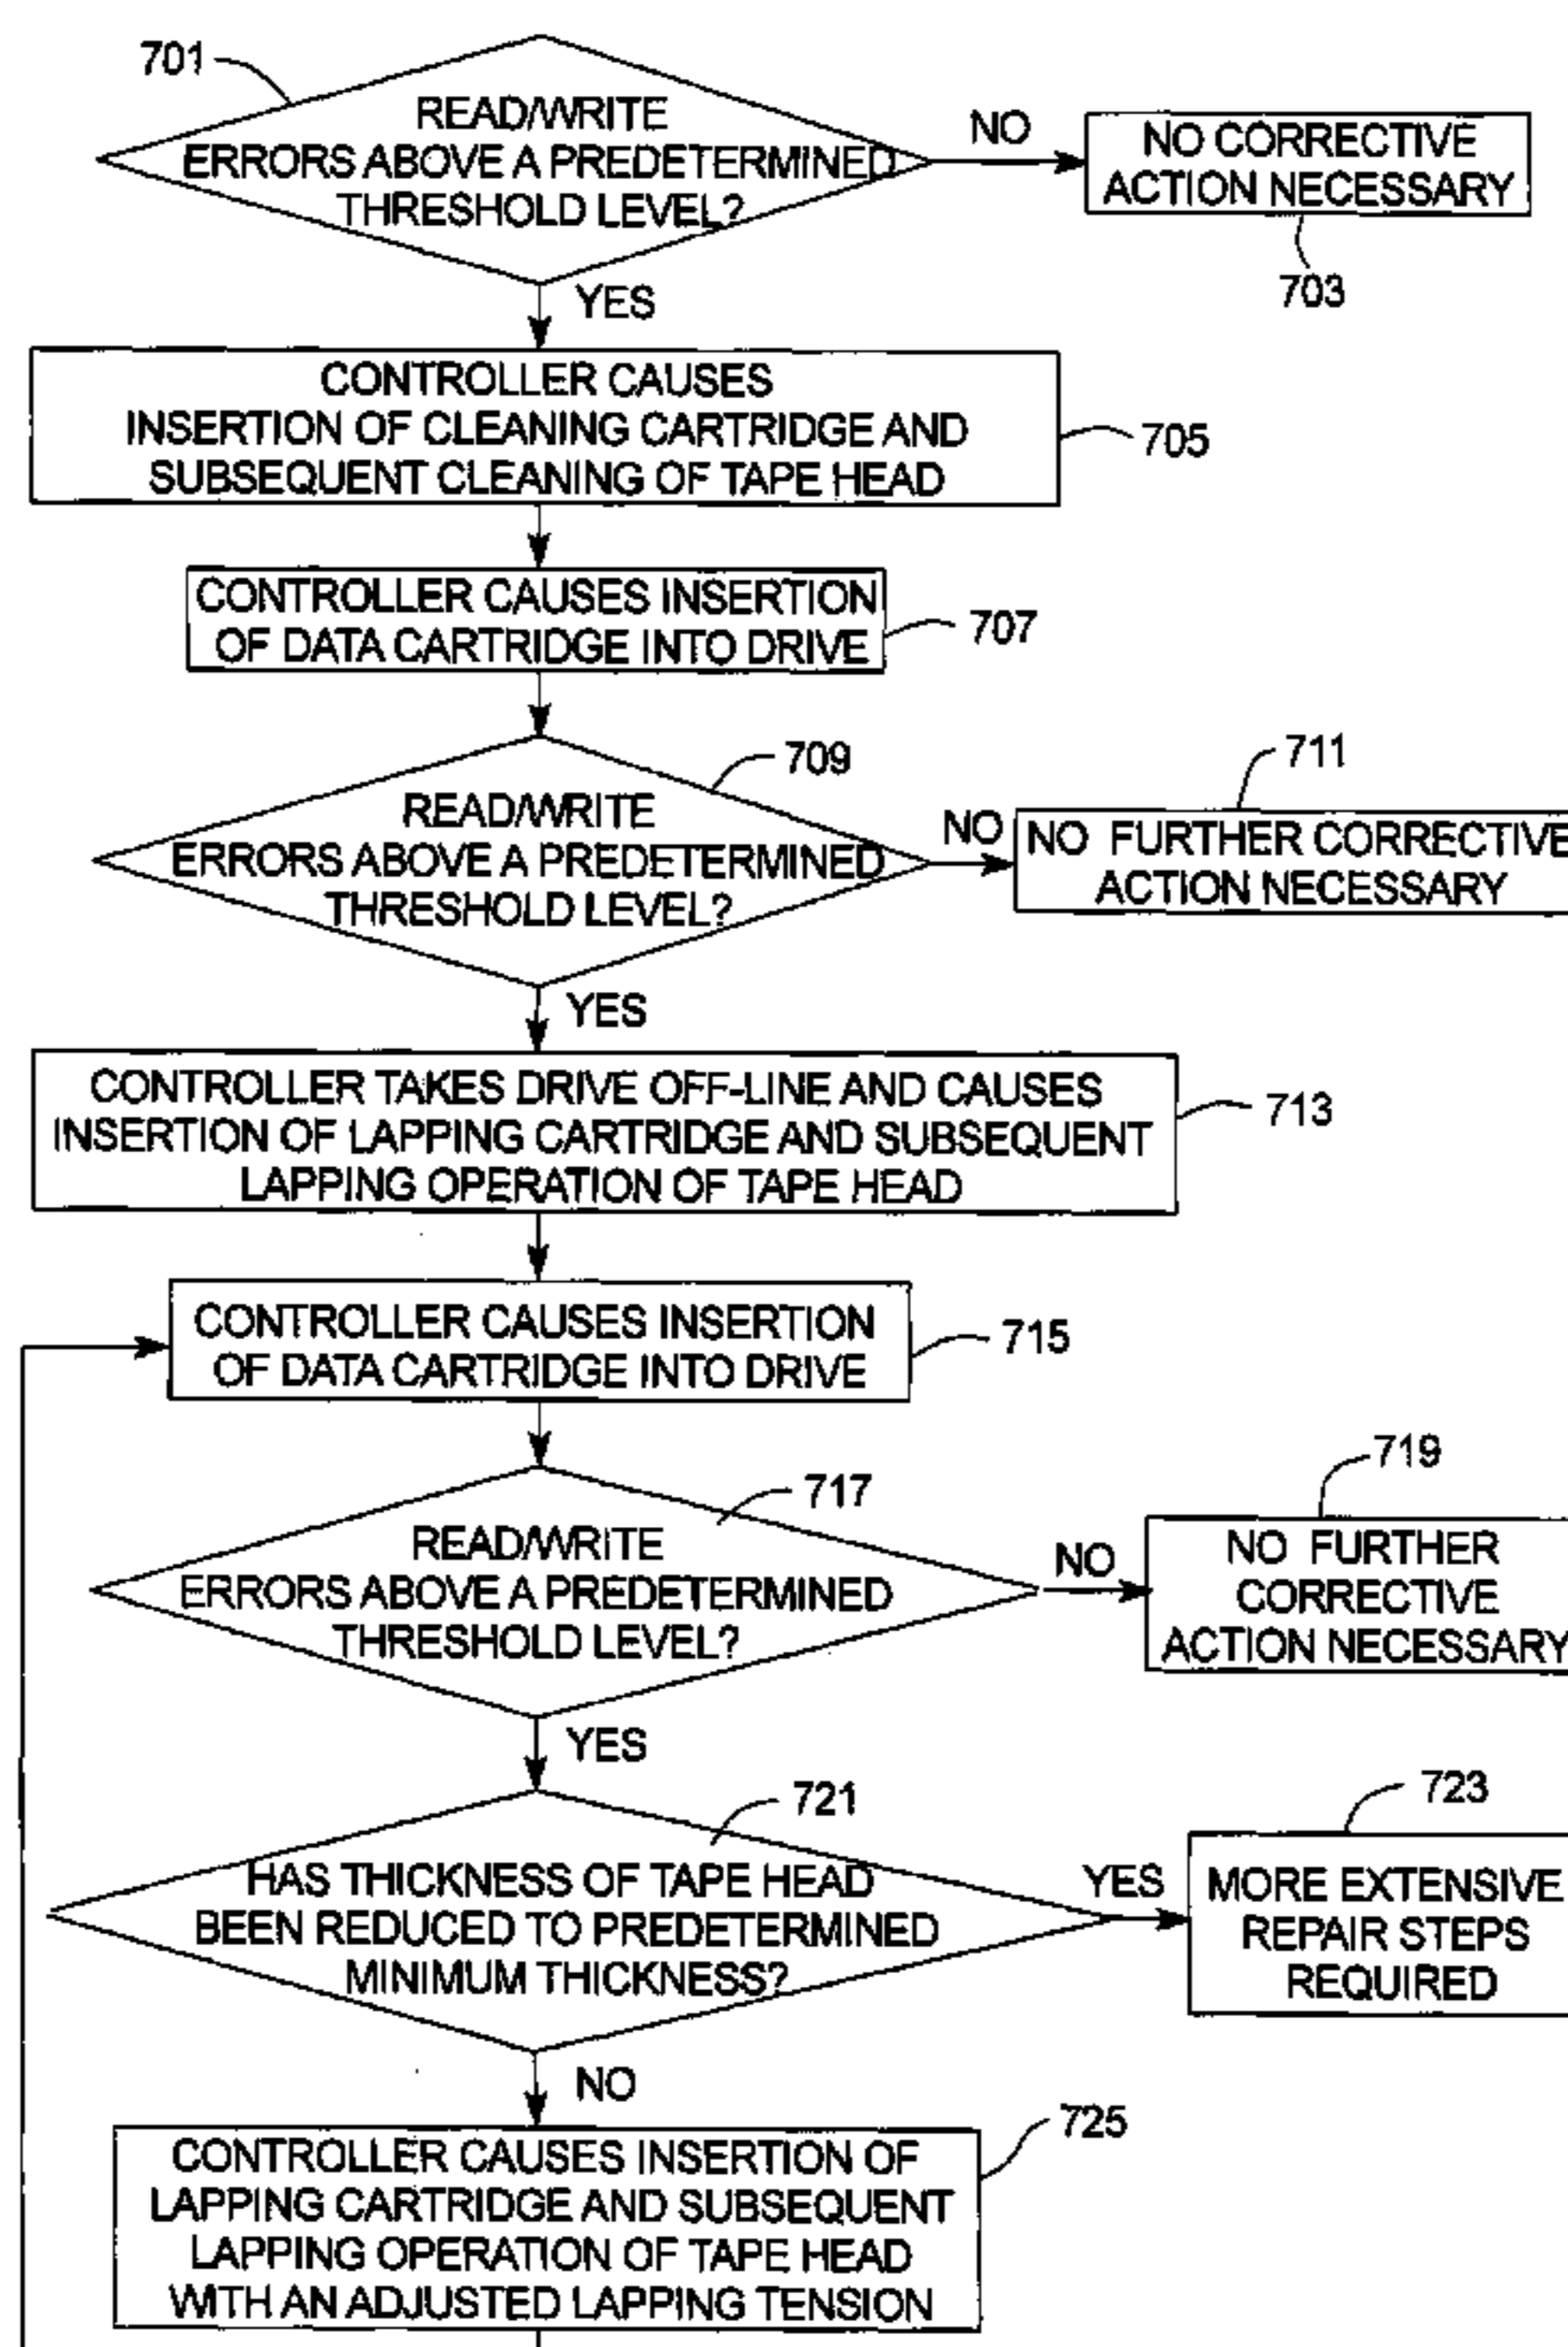 701
READ/WRITE
ERRORS ABOVE A PREDETERMINED
THRESHOLD LEVEL?
NO
NO CORRECTIVE
ACTION NECESSARY
703
YES
CONTROLLER CAUSES
INSERTION OF CLEANING CARTRIDGE AND
SUBSEQUENT CLEANING OF TAPE HEAD
705
CONTROLLER CAUSES INSERTION
OF DATA CARTRIDGE INTO DRIVE
707
709
READ/WRITE
ERRORS ABOVE A PREDETERMINED
THRESHOLD LEVEL?
NO
711
NO FURTHER CORRECTIVE
ACTION NECESSARY
YES
CONTROLLER TAKES DRIVE OFF-LINE AND CAUSES
INSERTION OF LAPPING CARTRIDGE AND SUBSEQUENT
LAPPING OPERATION OF TAPE HEAD
713
CONTROLLER CAUSES INSERTION
OF DATA CARTRIDGE INTO DRIVE
715
717
READ/WRITE
ERRORS ABOVE A PREDETERMINED
THRESHOLD LEVEL?
NO
719
NO FURTHER
CORRECTIVE
ACTION NECESSARY
YES
721
HAS THICKNESS OF TAPE HEAD
BEEN REDUCED TO PREDETERMINED
MINIMUM THICKNESS?
YES
723
MORE EXTENSIVE
REPAIR STEPS
REQUIRED
NO
725
CONTROLLER CAUSES INSERTION OF
LAPPING CARTRIDGE AND SUBSEQUENT
LAPPING OPERATION OF TAPE HEAD
WITH AN ADJUSTED LAPPING TENSION